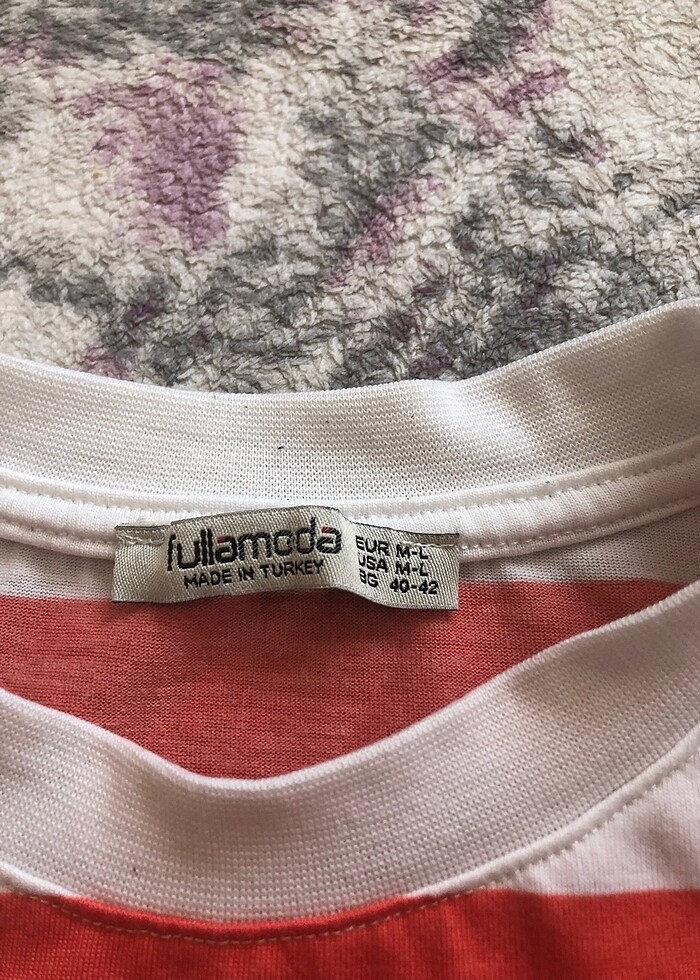 fullamoda
MADE IN TURKEY
EUR M-L
USA M-L
BG 40-42